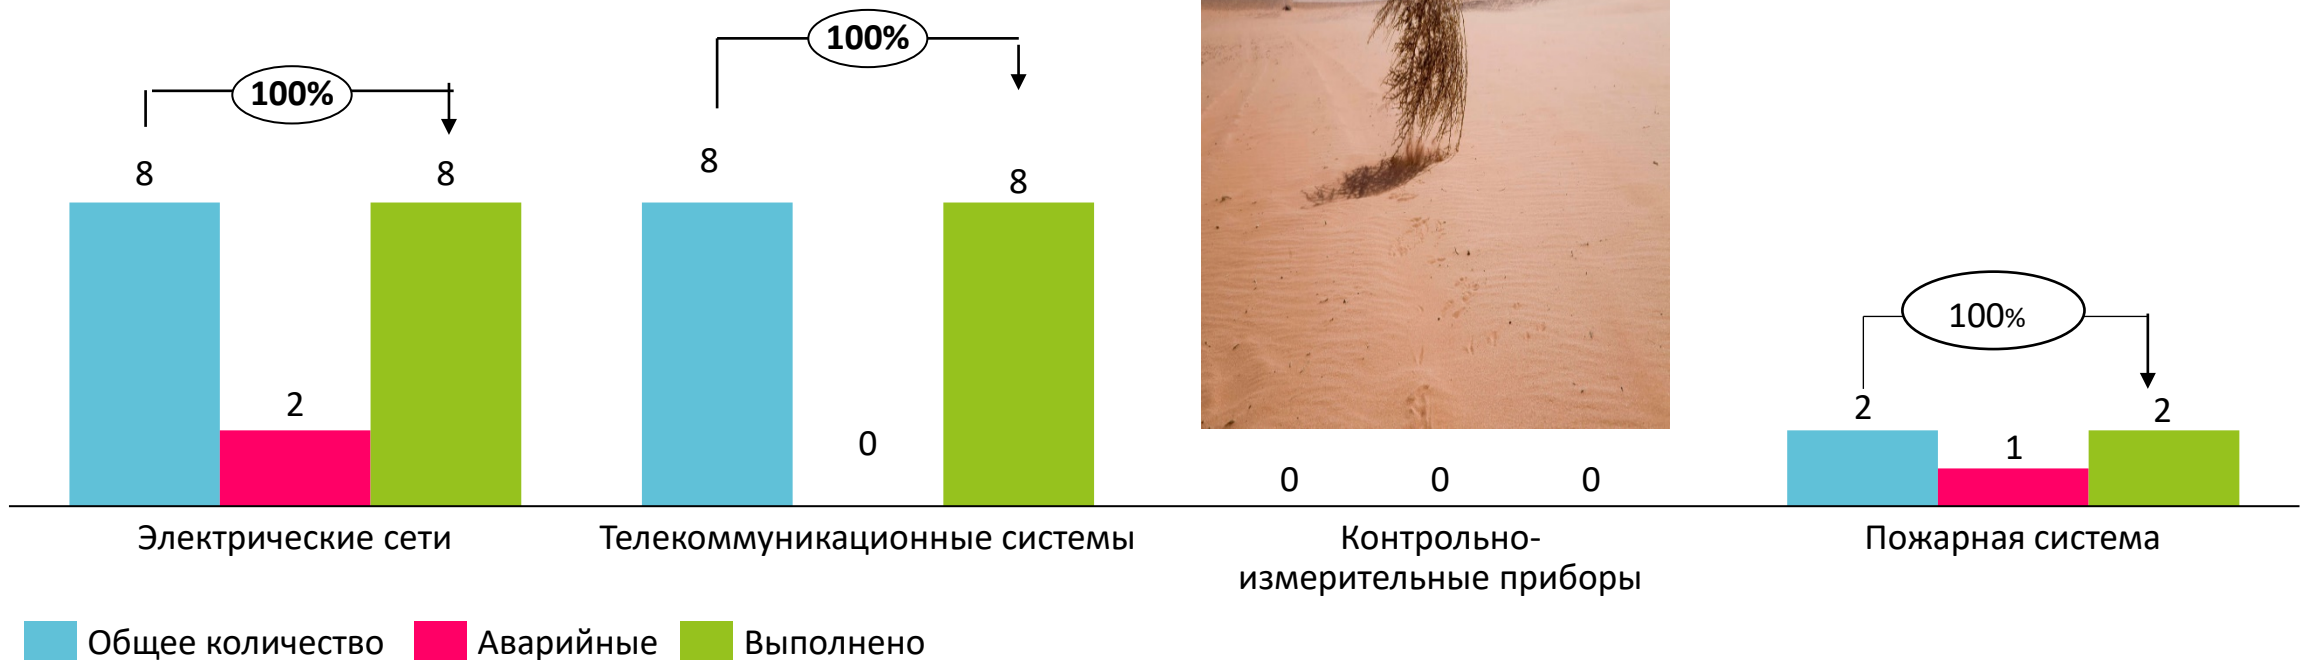 100%
100%
8
8
8
8
2
0
0
0
0
100%
2
1
2
Электрические сети
Телекоммуникационные системы
Контрольно-
измерительные приборы
Пожарная система
Общее количество
Аварийные
Выполнено